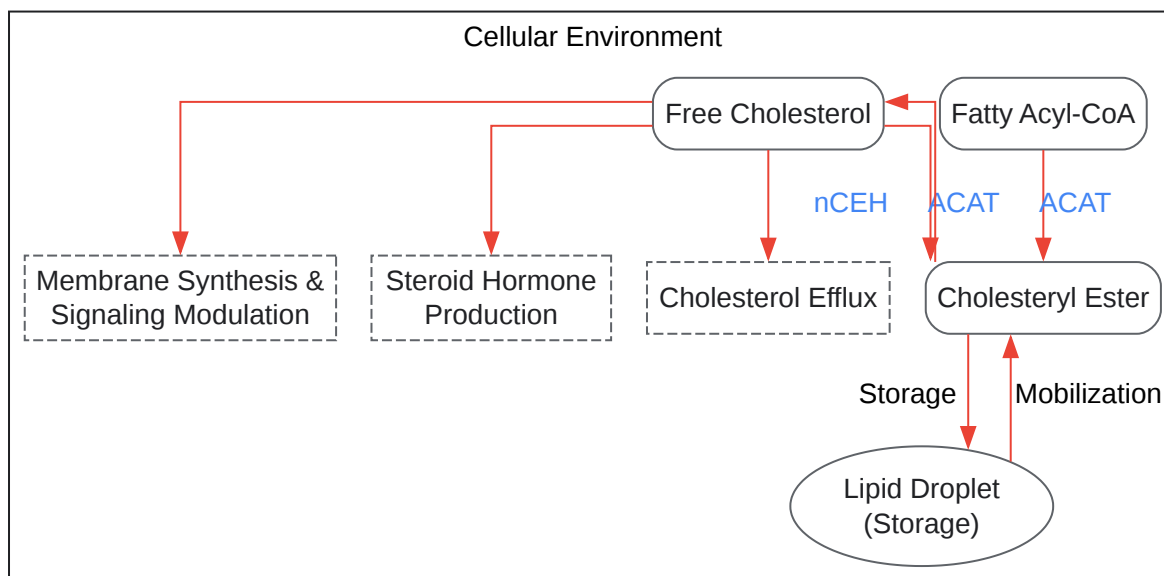 Cellular Environment
Free Cholesterol
Fatty Acyl-CoA
nCEH
ACAT
ACAT
Membrane Synthesis &
Signaling Modulation
Steroid Hormone
Production
Cholesterol Efflux
Cholesteryl Ester
Storage
Mobilization
Lipid Droplet
(Storage)